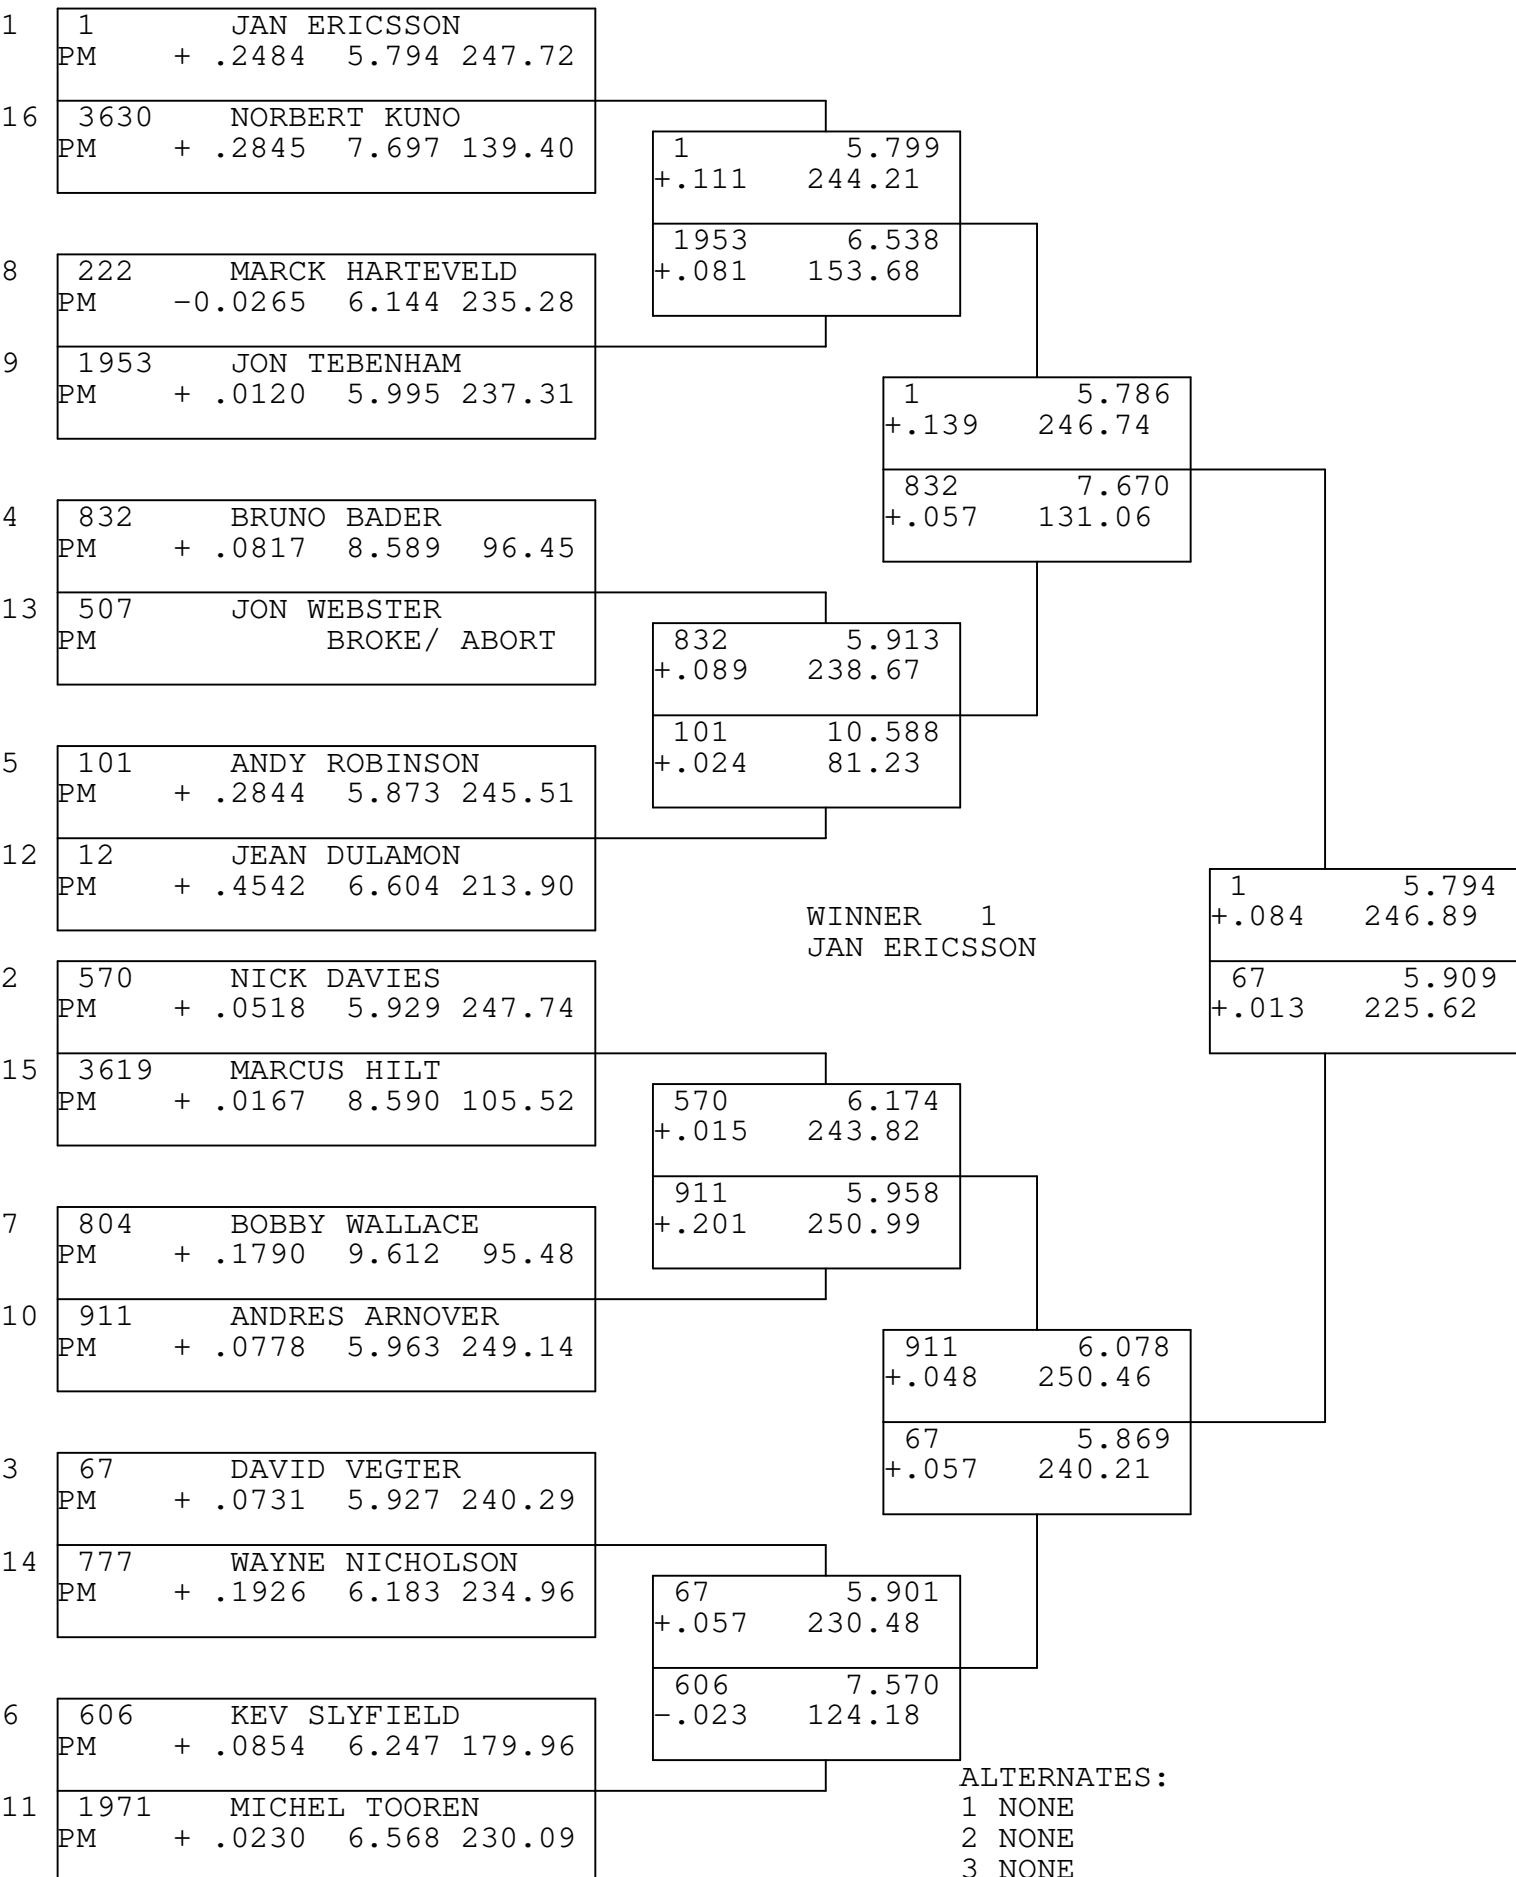 1 1 JAN ERICSSON
PM + .2484 5.794 247.72
16 3630 NORBERT KUNO
PM + .2845 7.697 139.40
8 222 MARCK HARTEVELD
PM -0.0265 6.144 235.28
9 1953 JON TEBENHAM
PM + .0120 5.995 237.31
4 832 BRUNO BADER
PM + .0817 8.589 96.45
13 507 JON WEBSTER
PM BROKE/ ABORT
5 101 ANDY ROBINSON
PM + .2844 5.873 245.51
12 12 JEAN DULAMON
PM + .4542 6.604 213.90
2 570 NICK DAVIES
PM + .0518 5.929 247.74
15 3619 MARCUS HILT
PM + .0167 8.590 105.52
7 804 BOBBY WALLACE
PM + .1790 9.612 95.48
10 911 ANDRES ARNOVER
PM + .0778 5.963 249.14
3 67 DAVID VEGTER
PM + .0731 5.927 240.29
14 777 WAYNE NICHOLSON
PM + .1926 6.183 234.96
6 606 KEV SLYFIELD
PM + .0854 6.247 179.96
11 1971 MICHEL TOOREN
PM + .0230 6.568 230.09
1 5.799
+.111 244.21
1953 6.538
+.081 153.68
832 5.913
+.089 238.67
101 10.588
+.024 81.23
570 6.174
+.015 243.82
911 5.958
+.201 250.99
67 5.901
+.057 230.48
606 7.570
-.023 124.18
1 5.786
+.139 246.74
832 7.670
+.057 131.06
911 6.078
+.048 250.46
67 5.869
+.057 240.21
1 5.794
+.084 246.89
67 5.909
+.013 225.62
WINNER 1
JAN ERICSSON
ALTERNATES:
1 NONE
2 NONE
3 NONE